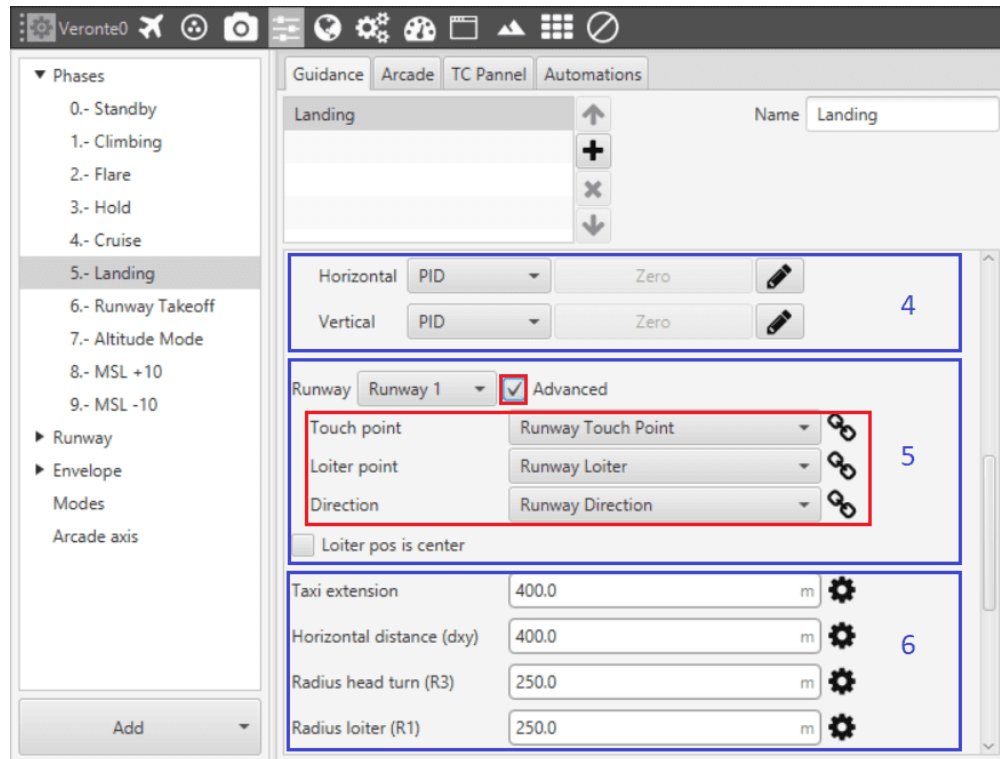 Veronte0
Phases
0.- Standby
1.- Climbing
2.- Flare
3.- Hold
4.- Cruise
5.- Landing
6.- Runway Takeoff
7.- Altitude Mode
8.- MSL +10
9.- MSL -10
Runway
Envelope
Modes
Arcade axis
Add
Guidance Arcade TC Pannel Automations
Landing
Name Landing
Horizontal PID Zero
Vertical PID Zero
4
Runway Runway 1 Advanced
Touch point Runway Touch Point
Loiter point Runway Loiter
Direction Runway Direction
5
Loiter pos is center
Taxi extension 400.0 m
Horizontal distance (dxy) 400.0 m
Radius head turn (R3) 250.0 m
Radius loiter (R1) 250.0 m
6